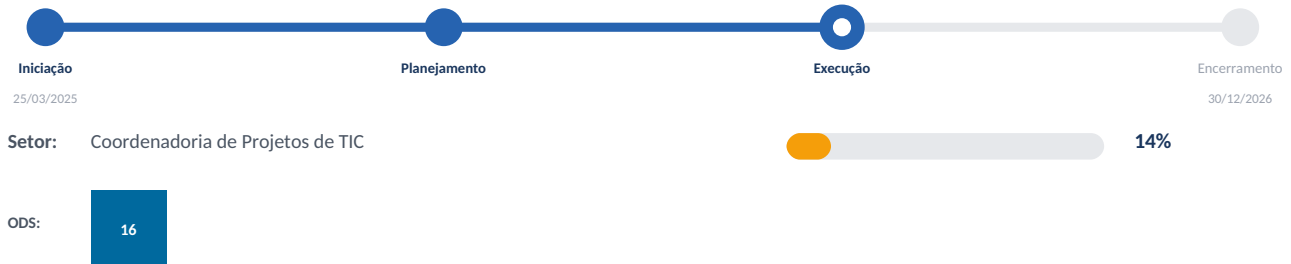 Iniciação Planejamento Execução Encerramento
25/03/2025 30/12/2026
Setor: Coordenadoria de Projetos de TIC 14%
ODS: 16